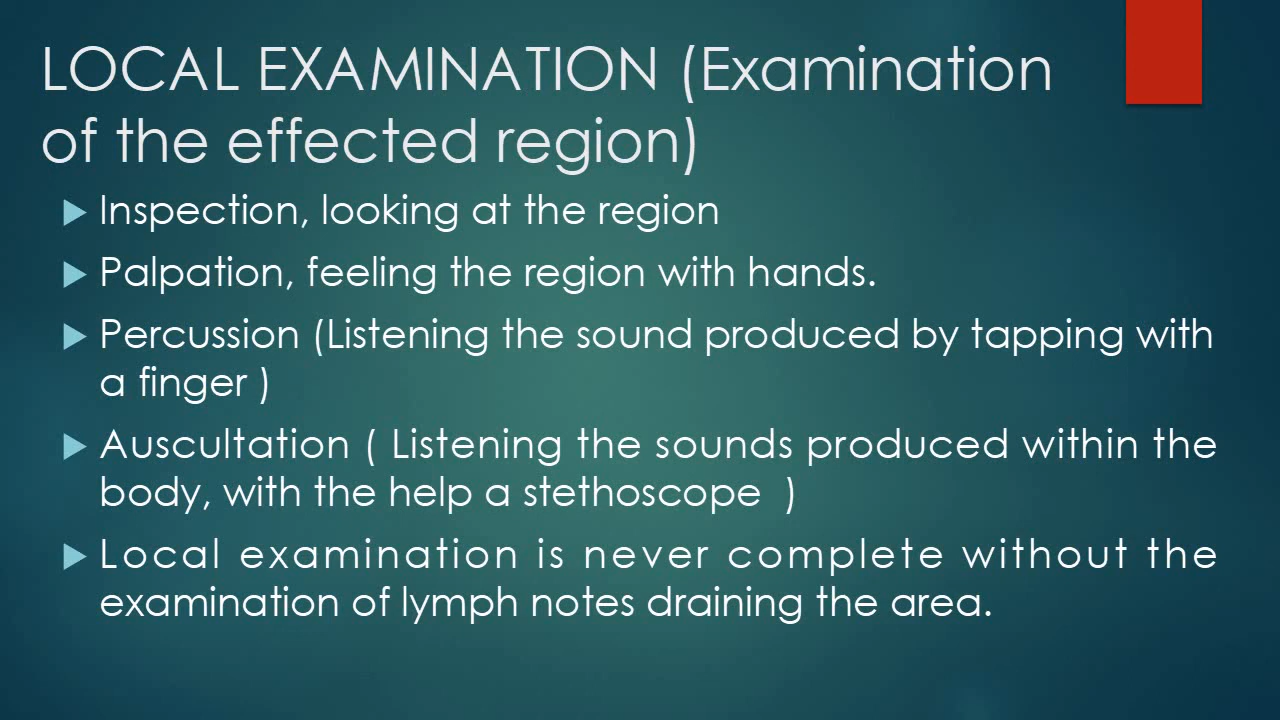 LOCAL EXAMINATION (Examination
of the effected region)
Inspection, looking at the region
Palpation, feeling the region with hands.
Percussion (Listening the sound produced by tapping with
a finger )
Auscultation ( Listening the sounds produced within the
body, with the help a stethoscope )
Local examination is never complete without the
examination of lymph notes draining the area.